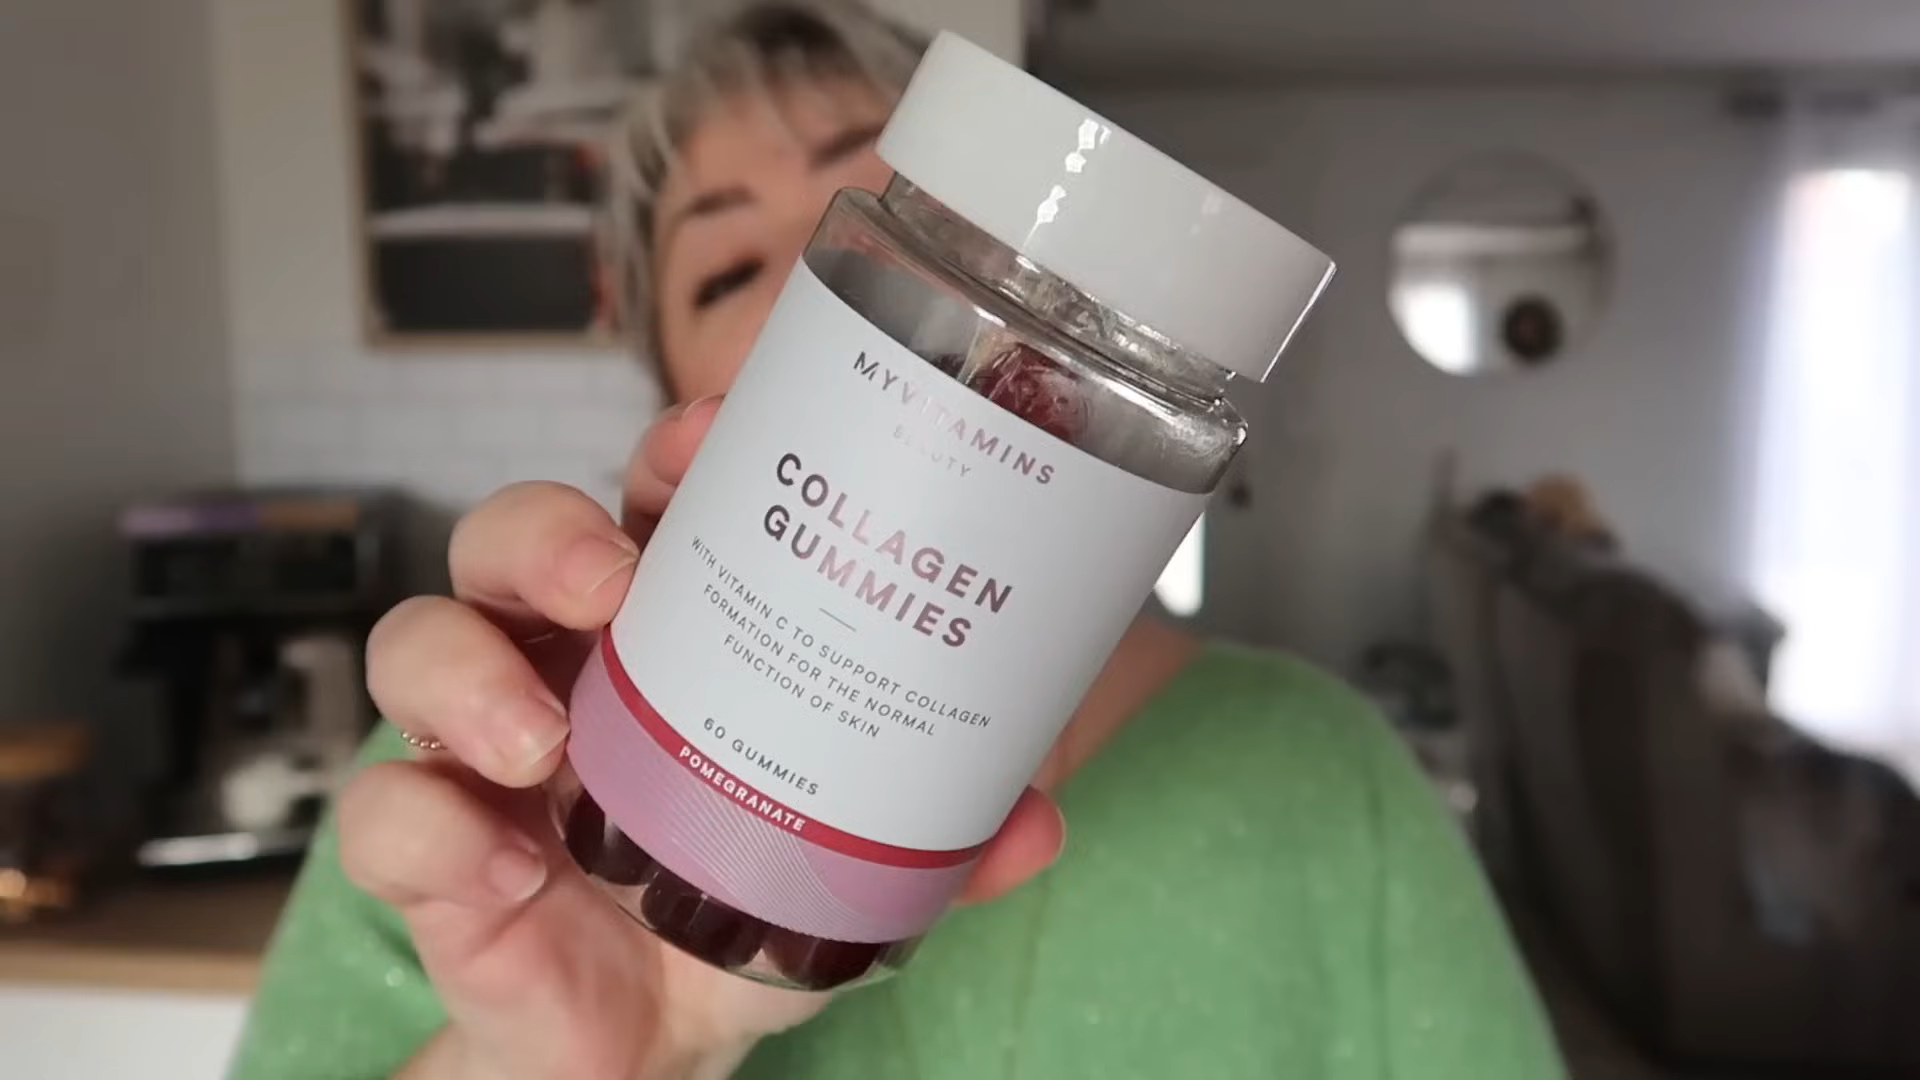 MYVITAMINS
BEAUTY
COLLAGEN
GUMMIES
WITH VITAMIN C TO SUPPORT COLLAGEN
FORMATION FOR THE NORMAL
FUNCTION OF SKIN
60 GUMMIES
POMEGRANATE